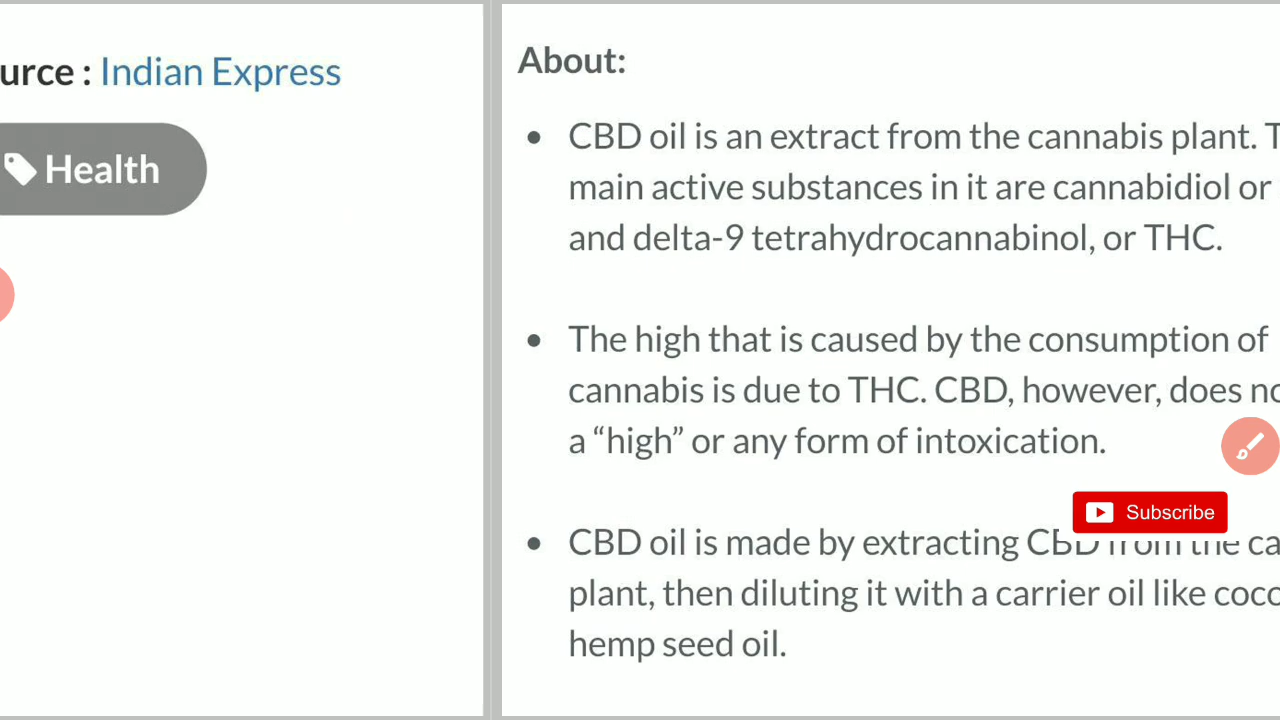 urce : Indian Express
Health
About:
• CBD oil is an extract from the cannabis plant. T
main active substances in it are cannabidiol or
and delta-9 tetrahydrocannabinol, or THC.
• The high that is caused by the consumption of
cannabis is due to THC. CBD, however, does no
a “high” or any form of intoxication.
Subscribe
• CBD oil is made by extracting CBD from the ca
plant, then diluting it with a carrier oil like coco
hemp seed oil.